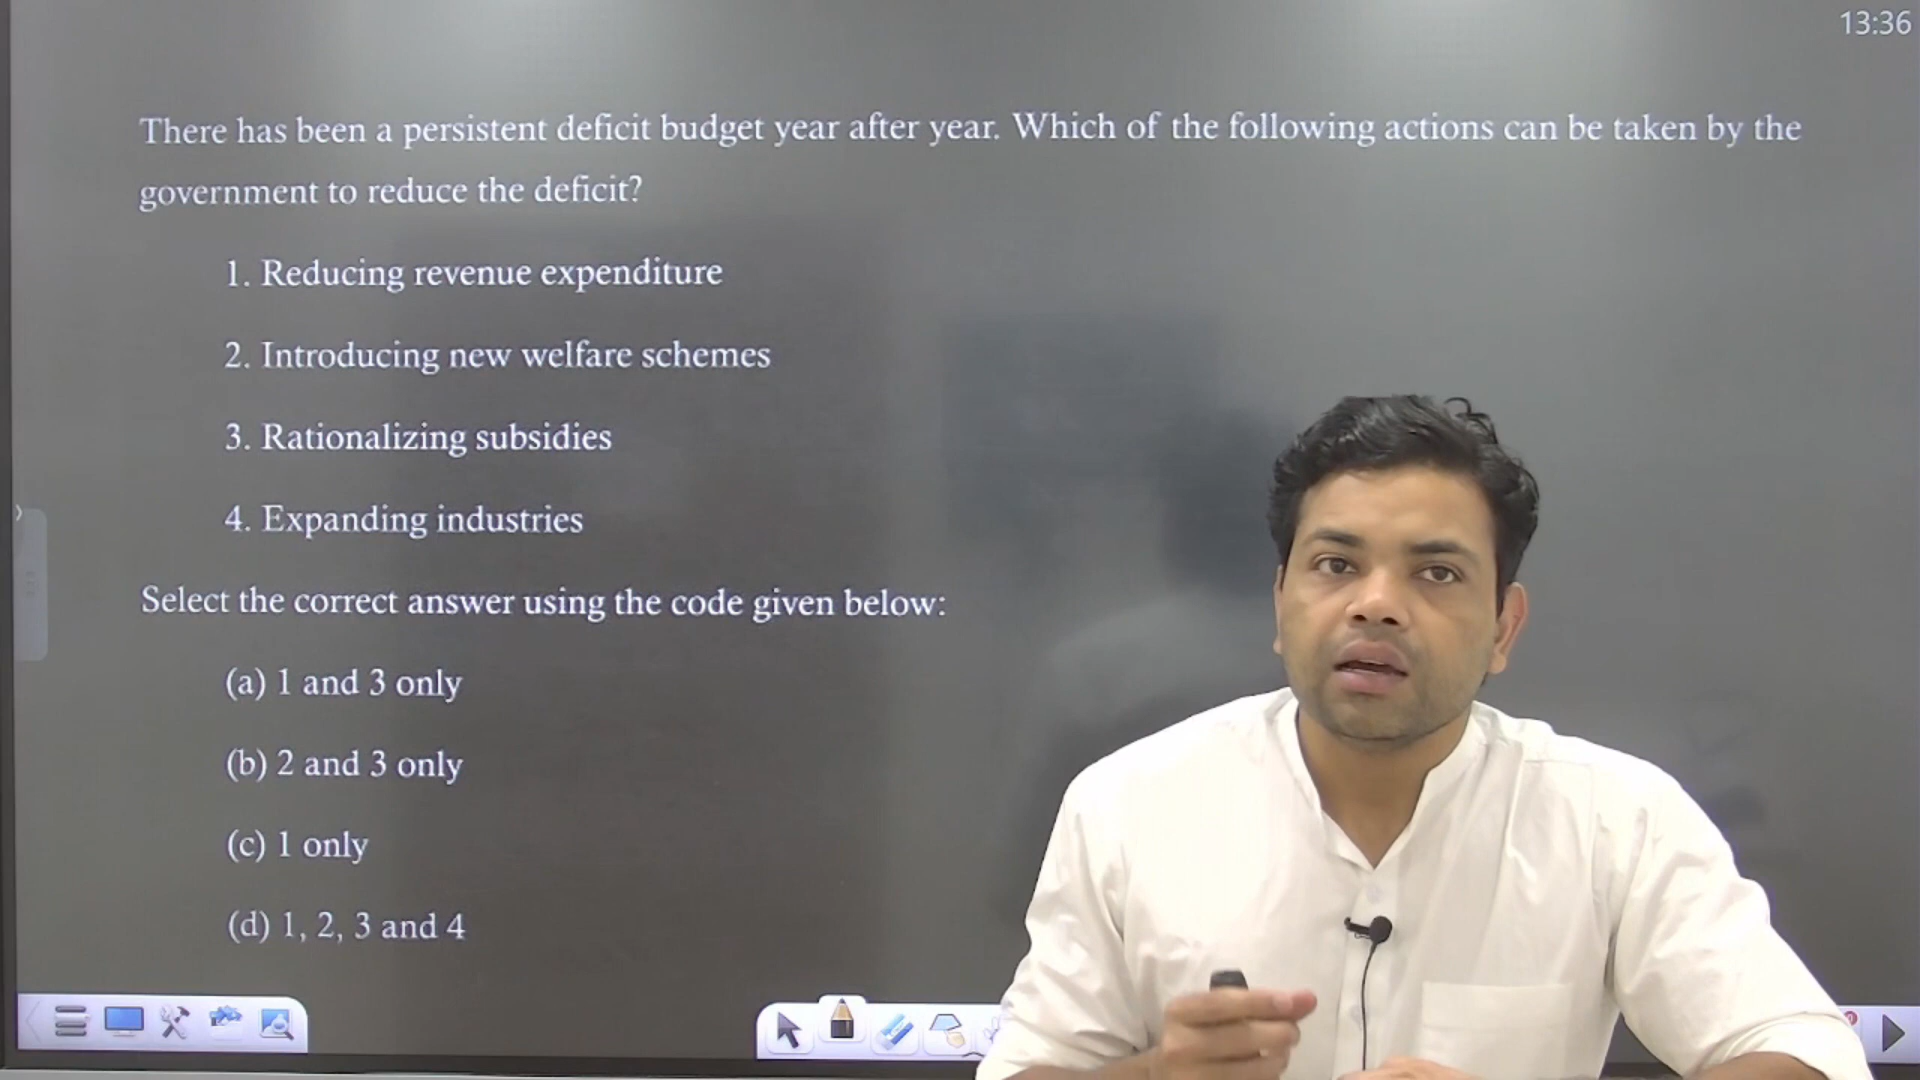 13:36
There has been a persistent deficit budget year after year. Which of the following actions can be taken by the
government to reduce the deficit?
1. Reducing revenue expenditure
2. Introducing new welfare schemes
3. Rationalizing subsidies
4. Expanding industries
Select the correct answer using the code given below:
(a) 1 and 3 only
(b) 2 and 3 only
(c) 1 only
(d) 1, 2, 3 and 4